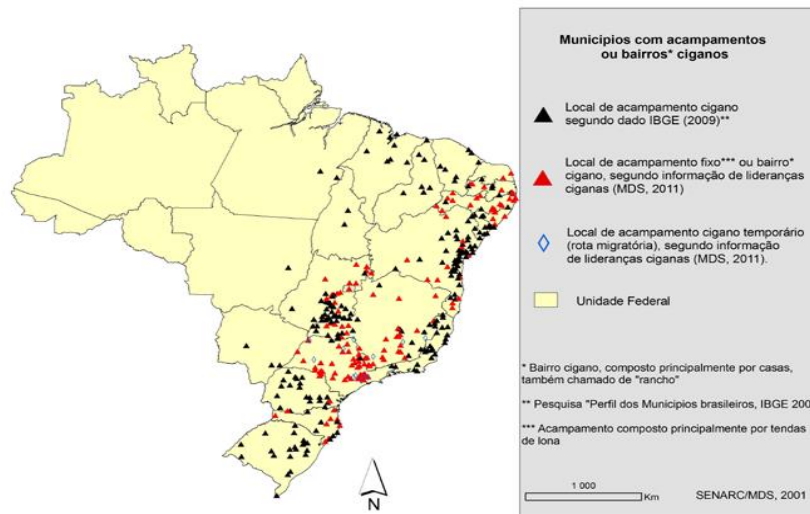 Municipios com acampamentos
ou bairros* ciganos
Local de acampamento cigano
segundo dado IBGE (2009)**
Local de acampamento fixo*** ou bairro*
cigano, segundo informação de lideranças
ciganas (MDS, 2011)
Local de acampamento cigano temporário
(rota migratória), segundo informação
de lideranças ciganas (MDS, 2011).
Unidade Federal
* Bairro cigano, composto principalmente por casas,
também chamado de "rancho"
** Pesquisa "Perfil dos Municipios brasileiros, IBGE 200
*** Acampamento composto principalmente por tendas
de lona
1 000
Km
SENARC/MDS, 2001
N